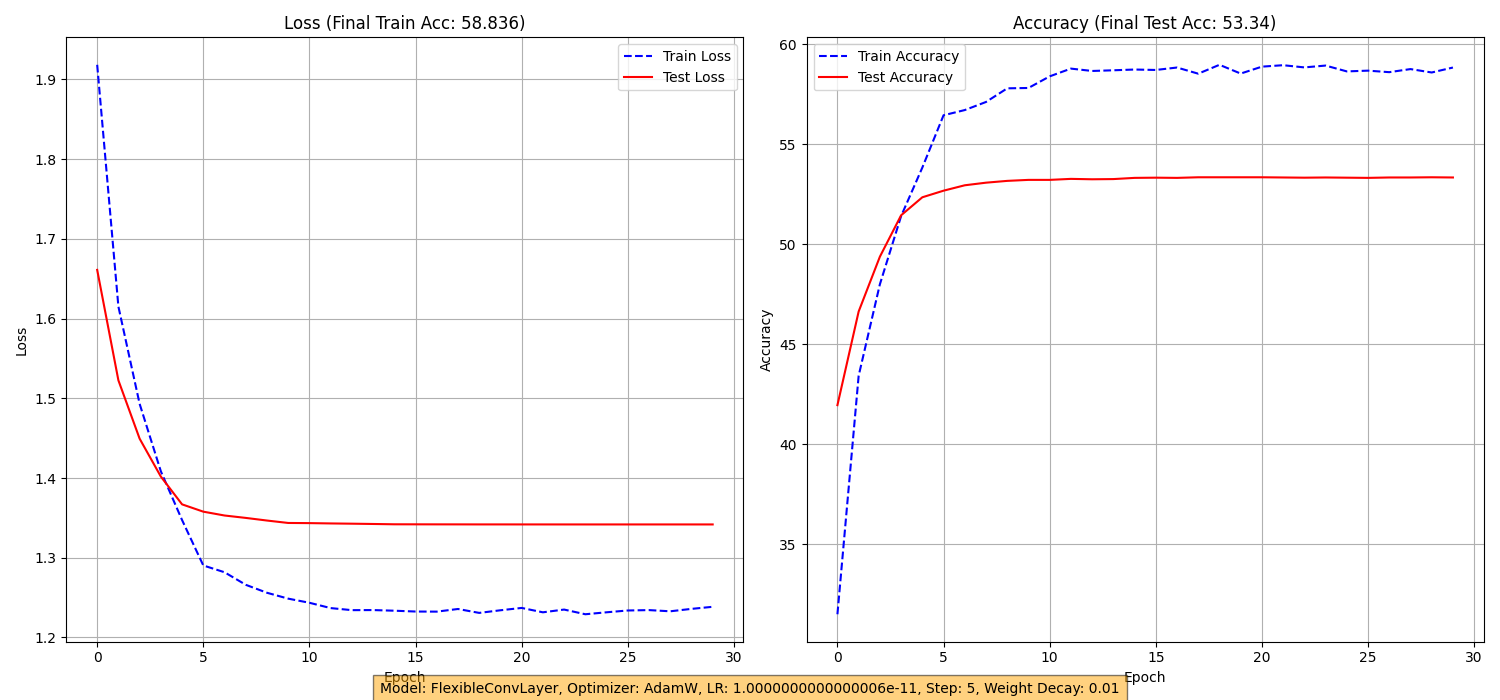 Loss (Final Train Acc: 58.836)
Train Loss
Test Loss
1.9
1.8
1.7
1.6
1.5
1.4
1.3
1.2
Loss
0 5 10 15 20 25 30
Epoch
Accuracy (Final Test Acc: 53.34)
Train Accuracy
Test Accuracy
60
55
50
45
40
35
Accuracy
0 5 10 15 20 25 30
Epoch
Model: FlexibleConvLayer, Optimizer: AdamW, LR: 1.0000000000000006e-11, Step: 5, Weight Decay: 0.01